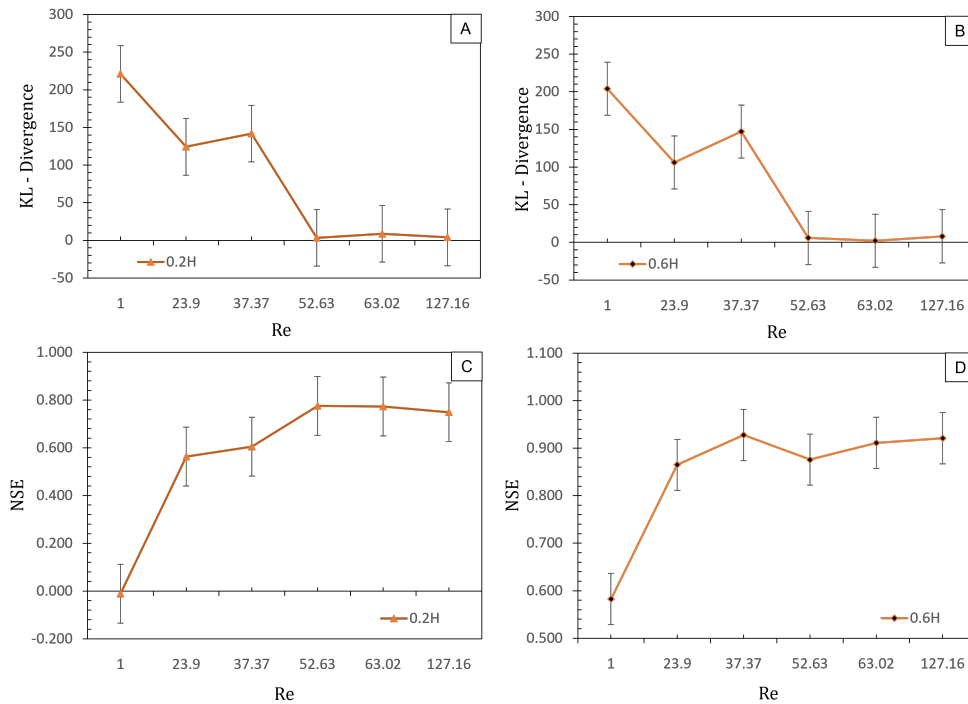 A
300
250
200
150
100
50
0
-50
KL - Divergence
0.2H
1 23.9 37.37 52.63 63.02 127.16
Re
B
300
250
200
150
100
50
0
-50
KL - Divergence
0.6H
1 23.9 37.37 52.63 63.02 127.16
Re
C
1.000
0.800
0.600
0.400
0.200
0.000
-0.200
NSE
0.2H
1 23.9 37.37 52.63 63.02 127.16
Re
D
1.100
1.000
0.900
0.800
0.700
0.600
0.500
NSE
0.6H
1 23.9 37.37 52.63 63.02 127.16
Re